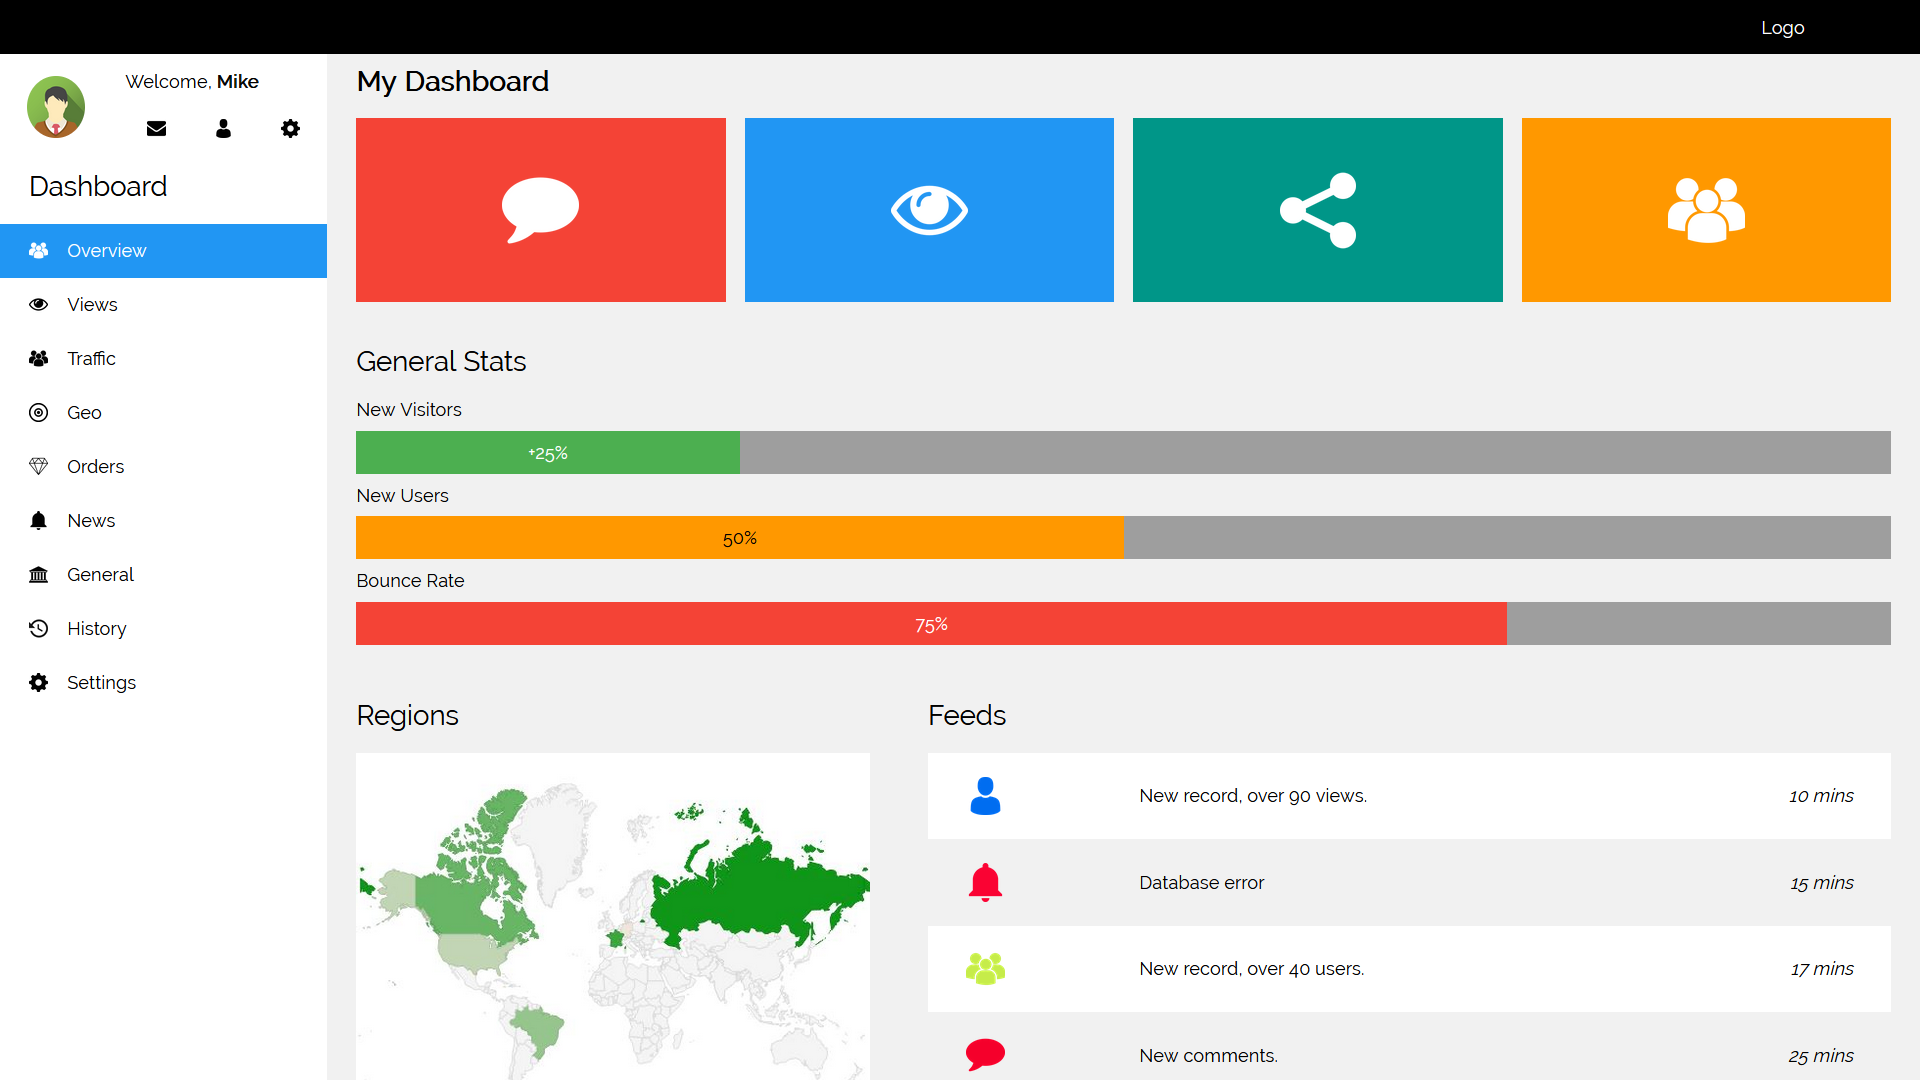 Logo
Welcome, Mike
Dashboard
Overview
Views
Traffic
Geo
Orders
News
General
History
Settings
My Dashboard
General Stats
New Visitors
+25%
New Users
50%
Bounce Rate
75%
Regions
Feeds
New record, over 90 views. 10 mins
Database error 15 mins
New record, over 40 users. 17 mins
New comments. 25 mins